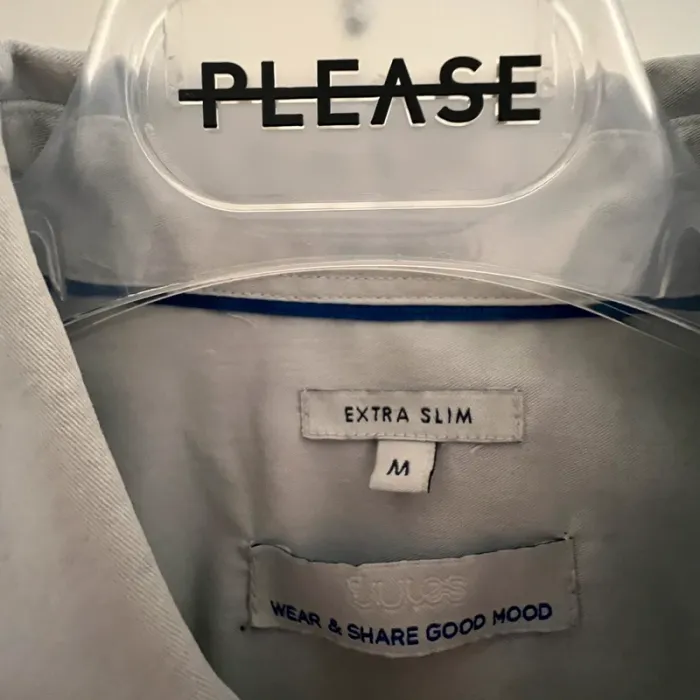 PLEASE
EXTRA SLIM
M
WEAR & SHARE GOOD MOOD